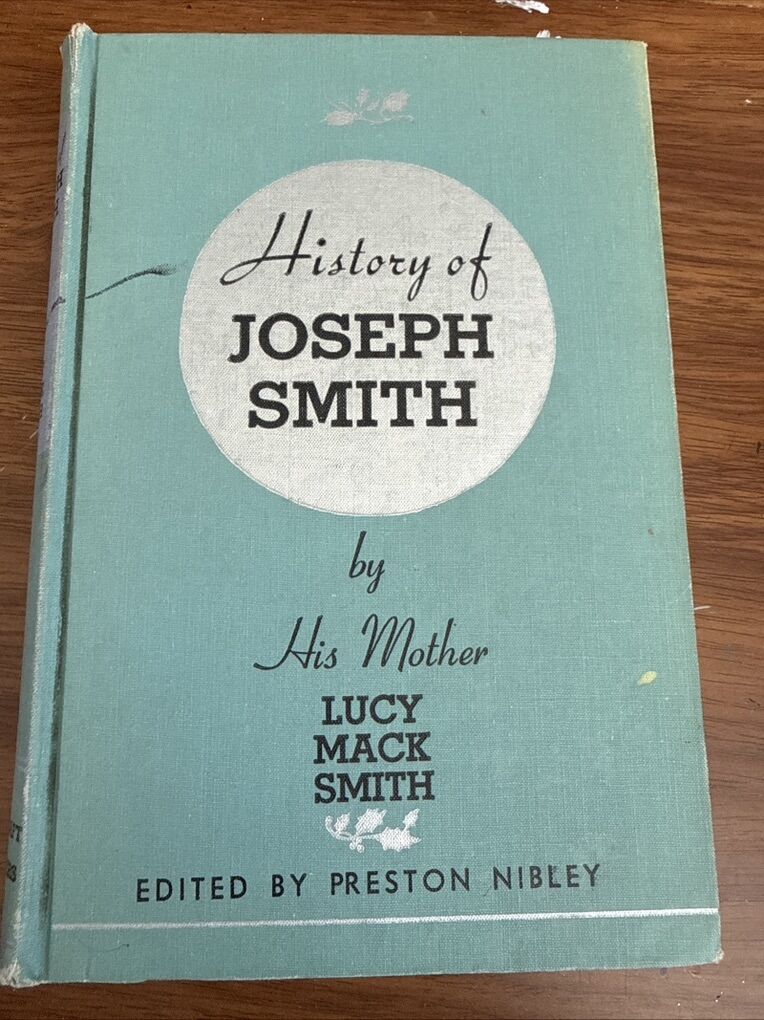 History of
JOSEPH
SMITH
by
His Mother
LUCY
MACK
SMITH
EDITED BY PRESTON NIBLEY